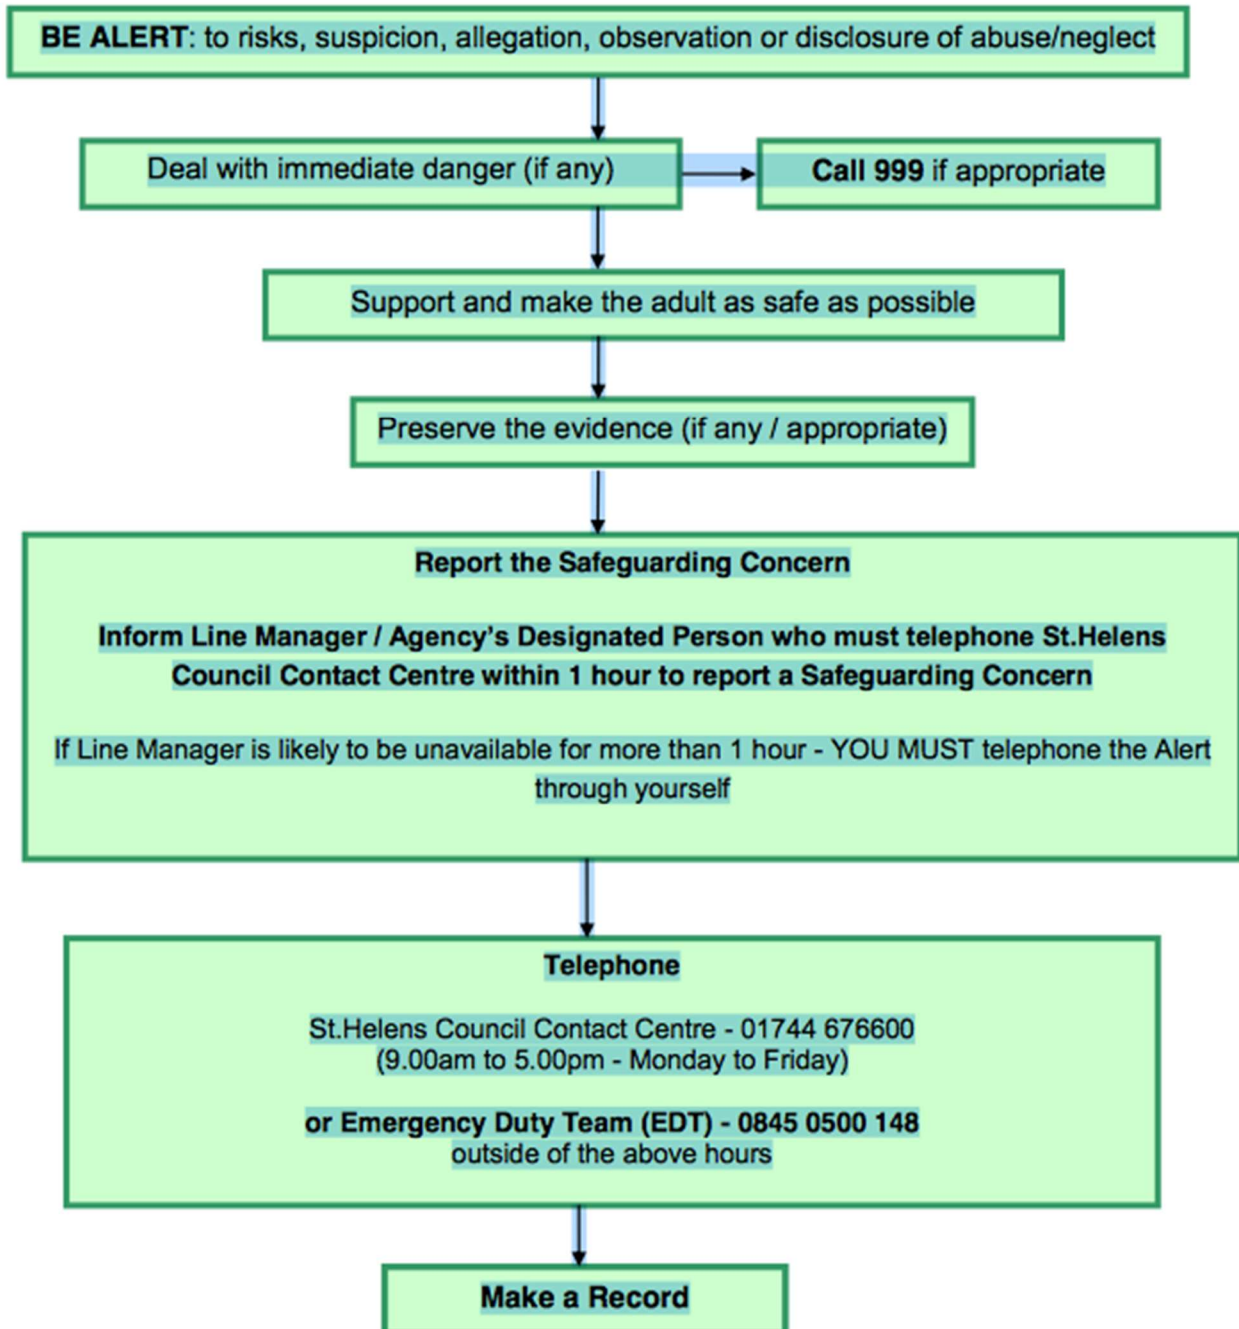 BE ALERT: to risks, suspicion, allegation, observation or disclosure of abuse/neglect
Deal with immediate danger (if any)
Call 999 if appropriate
Support and make the adult as safe as possible
Preserve the evidence (if any / appropriate)
Report the Safeguarding Concern
Inform Line Manager / Agency's Designated Person who must telephone St.Helens
Council Contact Centre within 1 hour to report a Safeguarding Concern
If Line Manager is likely to be unavailable for more than 1 hour - YOU MUST telephone the Alert
through yourself
Telephone
St.Helens Council Contact Centre - 01744 676600
(9.00am to 5.00pm - Monday to Friday)
or Emergency Duty Team (EDT) - 0845 0500 148
outside of the above hours
Make a Record